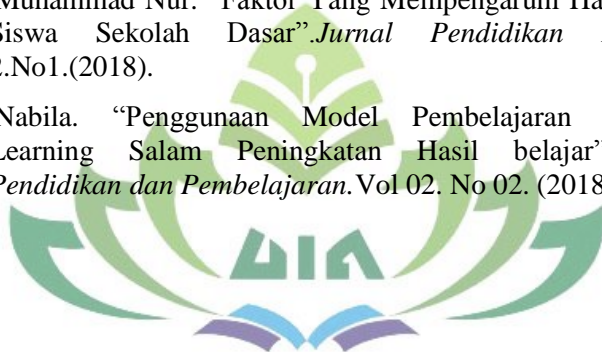 Muhammad Nur. "Faktor Yang Mempengaruhi Ha
Siswa Sekolah Dasar".Jurnal Pendidikan
2.No1.(2018).
Nabila. "Penggunaan Model Pembelajaran
Learning Salam Peningkatan Hasil belajar"
Pendidikan dan Pembelajaran.Vol 02. No 02. (2018
UIN